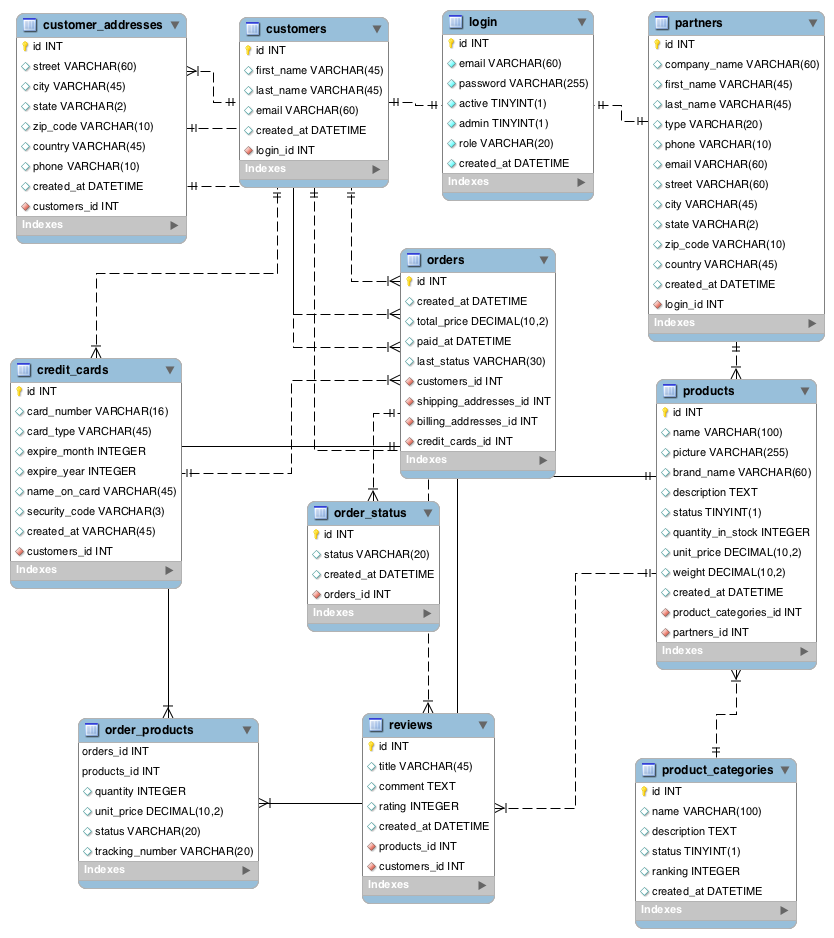 customer_addresses
id INT
street VARCHAR(60)
city VARCHAR(45)
state VARCHAR(2)
zip_code VARCHAR(10)
country VARCHAR(45)
phone VARCHAR(10)
created_at DATETIME
customers_id INT
Indexes
customers
id INT
first_name VARCHAR(45)
last_name VARCHAR(45)
email VARCHAR(60)
created_at DATETIME
login_id INT
Indexes
login
id INT
email VARCHAR(60)
password VARCHAR(255)
active TINYINT(1)
admin TINYINT(1)
role VARCHAR(20)
created_at DATETIME
Indexes
partners
id INT
company_name VARCHAR(60)
first_name VARCHAR(45)
last_name VARCHAR(45)
type VARCHAR(20)
phone VARCHAR(10)
email VARCHAR(60)
street VARCHAR(60)
city VARCHAR(45)
state VARCHAR(2)
zip_code VARCHAR(10)
country VARCHAR(45)
created_at DATETIME
login_id INT
Indexes
orders
id INT
created_at DATETIME
total_price DECIMAL(10,2)
paid_at DATETIME
last_status VARCHAR(30)
customers_id INT
shipping_addresses_id INT
billing_addresses_id INT
credit_cards_id INT
Indexes
credit_cards
id INT
card_number VARCHAR(16)
card_type VARCHAR(45)
expire_month INTEGER
expire_year INTEGER
name_on_card VARCHAR(45)
security_code VARCHAR(3)
created_at VARCHAR(45)
customers_id INT
Indexes
products
id INT
name VARCHAR(100)
picture VARCHAR(255)
brand_name VARCHAR(60)
description TEXT
status TINYINT(1)
quantity_in_stock INTEGER
unit_price DECIMAL(10,2)
weight DECIMAL(10,2)
created_at DATETIME
product_categories_id INT
partners_id INT
Indexes
order_status
id INT
status VARCHAR(20)
created_at DATETIME
orders_id INT
Indexes
order_products
orders_id INT
products_id INT
quantity INTEGER
unit_price DECIMAL(10,2)
status VARCHAR(20)
tracking_number VARCHAR(20)
Indexes
reviews
id INT
title VARCHAR(45)
comment TEXT
rating INTEGER
created_at DATETIME
products_id INT
customers_id INT
Indexes
product_categories
id INT
name VARCHAR(100)
description TEXT
status TINYINT(1)
ranking INTEGER
created_at DATETIME
Indexes